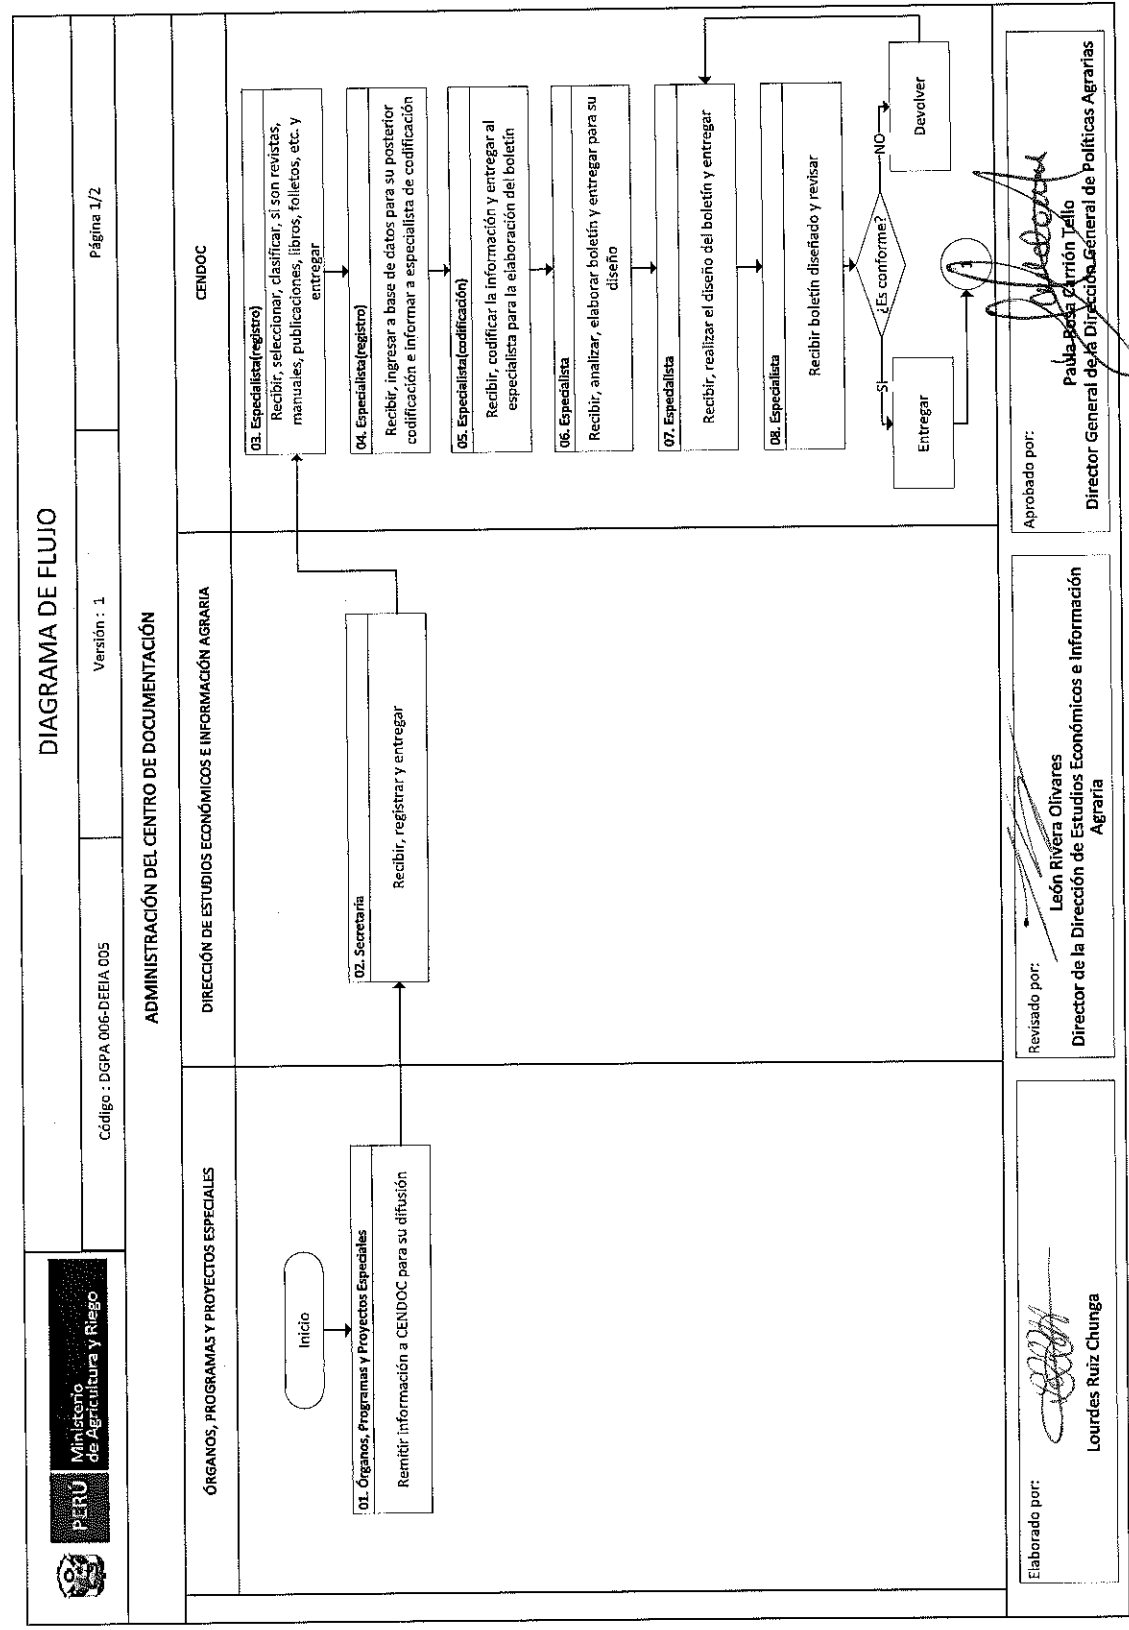 DIAGRAMA DE FLUJO
PERÚ
Ministerio
de Agricultura y Riego
Código : DGPA 006-DEEIA 005
Versión : 1
Página 1/2
ADMINISTRACIÓN DEL CENTRO DE DOCUMENTACIÓN
ÓRGANOS, PROGRAMAS Y PROYECTOS ESPECIALES
DIRECCIÓN DE ESTUDIOS ECONÓMICOS E INFORMACIÓN AGRARIA
CENDOC
Inicio
01. Órganos, Programas y Proyectos Especiales
Remitir información a CENDOC para su difusión
02. Secretaria
Recibir, registrar y entregar
03. Especialista(registro)
Recibir, seleccionar, clasificar, si son revistas,
manuales, publicaciones, libros, folletos, etc. y
entregar
04. Especialista(registro)
Recibir, ingresar a base de datos para su posterior
codificación e informar a especialista de codificación
05. Especialista(codificación)
Recibir, codificar la información y entregar al
especialista para la elaboración del boletín
06. Especialista
Recibir, analizar, elaborar boletín y entregar para su
diseño
07. Especialista
Recibir, realizar el diseño del boletín y entregar
08. Especialista
Recibir boletín diseñado y revisar
¿Es conforme?
SI
NO
Entregar
Devolver
1
Elaborado por:
Lourdes Ruiz Chunga
Revisado por:
León Rivera Olivares
Director de la Dirección de Estudios Económicos e Información
Agraria
Aprobado por:
Paula Rosa Carrión Tello
Director General de la Dirección General de Políticas Agrarias